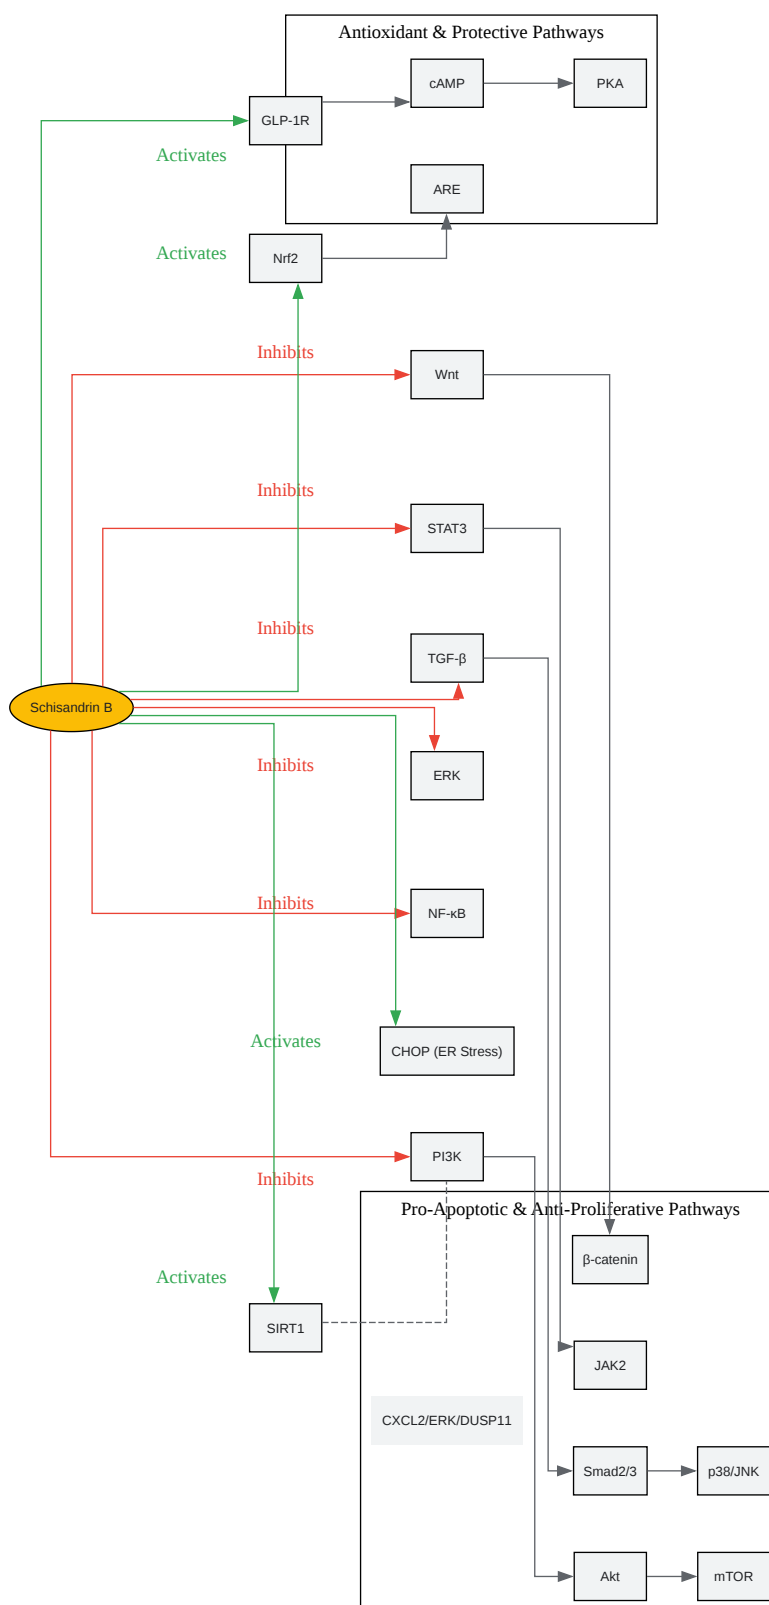 Antioxidant & Protective Pathways
cAMP
PKA
GLP-1R
Activates
ARE
Activates
Nrf2
Inhibits
Wnt
Inhibits
STAT3
Inhibits
TGF-β
Schisandrin B
Inhibits
ERK
Inhibits
NF-κB
Activates
CHOP (ER Stress)
PI3K
Inhibits
Pro-Apoptotic & Anti-Proliferative Pathways
β-catenin
Activates
SIRT1
JAK2
CXCL2/ERK/DUSP11
Smad2/3
p38/JNK
Akt
mTOR